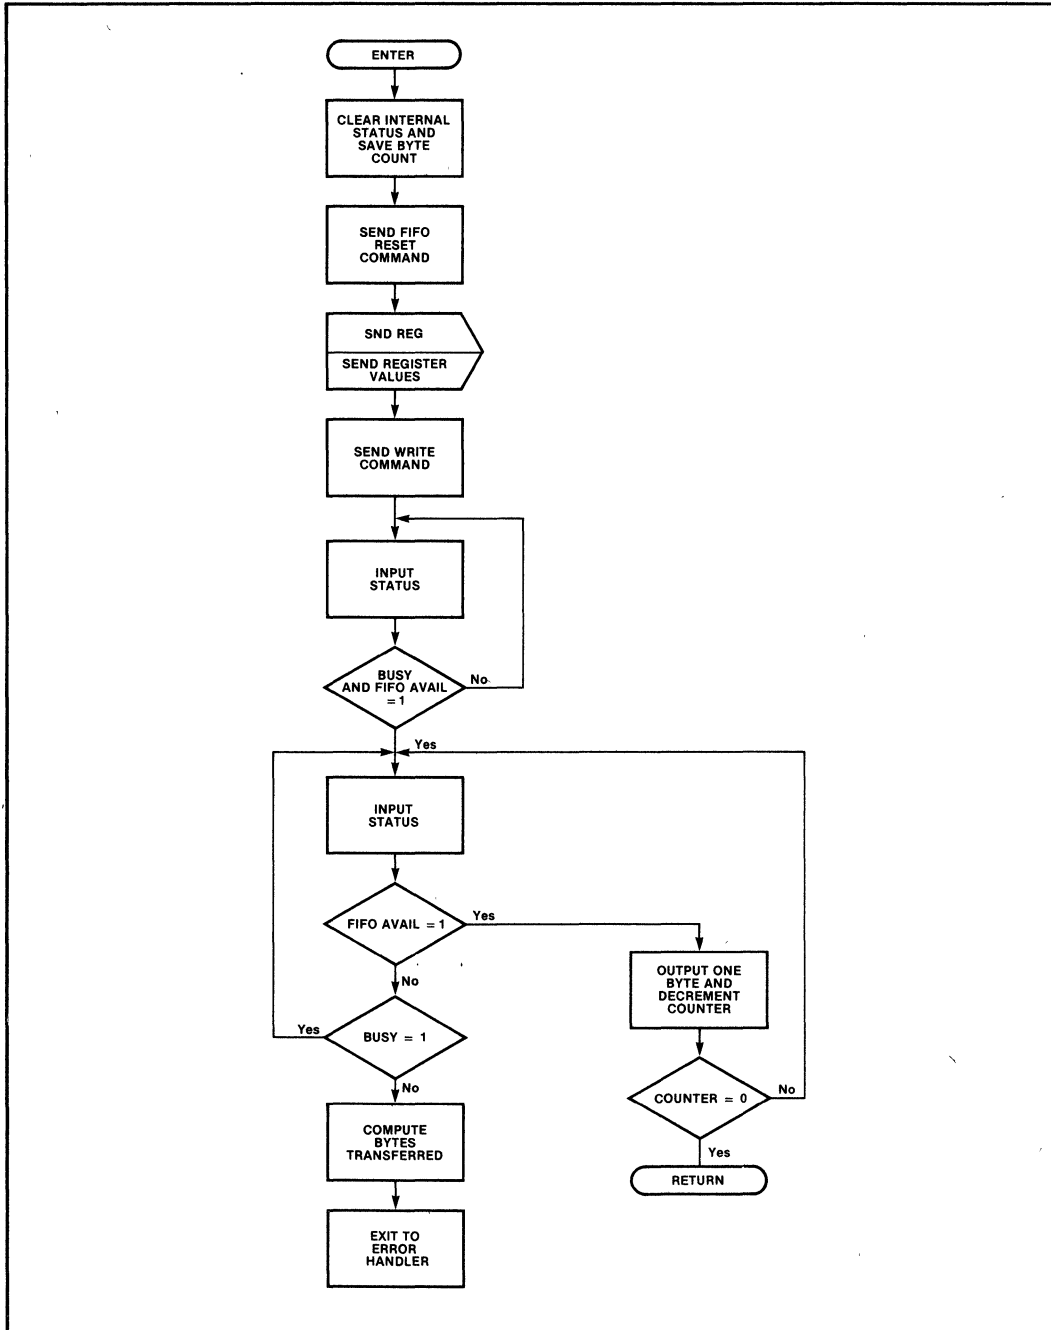 ENTER
CLEAR INTERNAL
STATUS AND
SAVE BYTE
COUNT
SEND FIFO
RESET
COMMAND
SND REG
SEND REGISTER
VALUES
SEND WRITE
COMMAND
INPUT
STATUS
BUSY
AND FIFO AVAIL
= 1
No
Yes
INPUT
STATUS
FIFO AVAIL = 1
Yes
No
OUTPUT ONE
BYTE AND
DECREMENT
COUNTER
BUSY = 1
Yes
No
COUNTER = 0
No
Yes
COMPUTE
BYTES
TRANSFERRED
RETURN
EXIT TO
ERROR
HANDLER